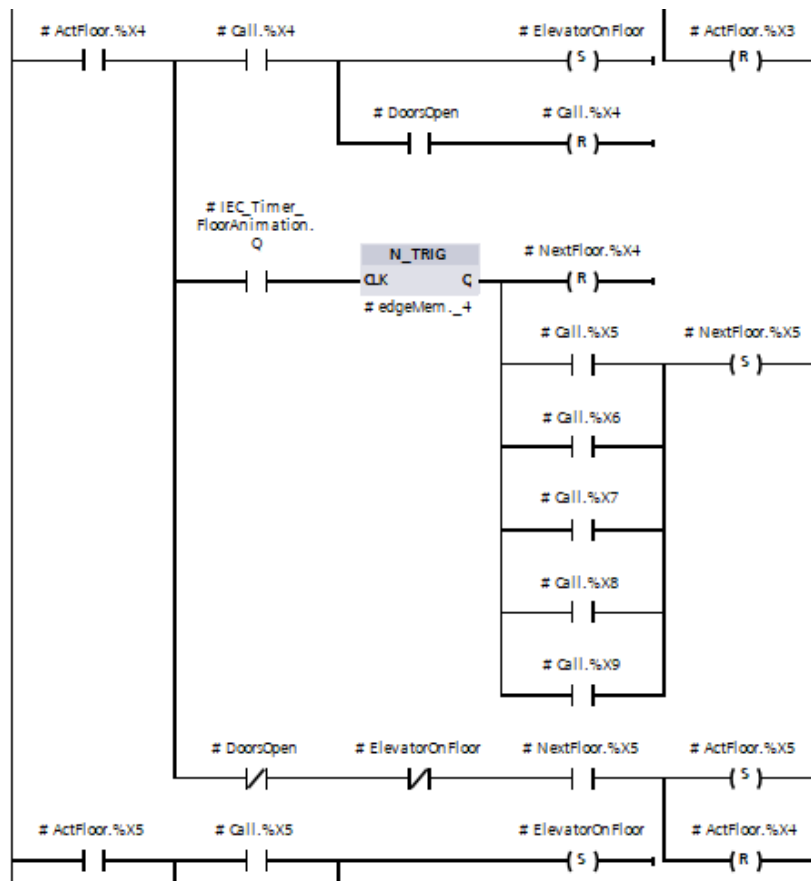 # ActFloor.%X4 # Call.%X4 # ElevatorOnFloor # ActFloor.%X3
( S ) ( R )
# DoorsOpen # Call.%X4
( R )
# IEC_Timer_
FloorAnimation.
Q
N_TRIG # NextFloor.%X4
CLK Q ( R )
# edgeMem._4
# Call.%X5 # NextFloor.%X5
( S )
# Call.%X6
# Call.%X7
# Call.%X8
# Call.%X9
# DoorsOpen # ElevatorOnFloor # NextFloor.%X5 # ActFloor.%X5
( S )
# ActFloor.%X5 # Call.%X5 # ElevatorOnFloor # ActFloor.%X4
( S ) ( R )